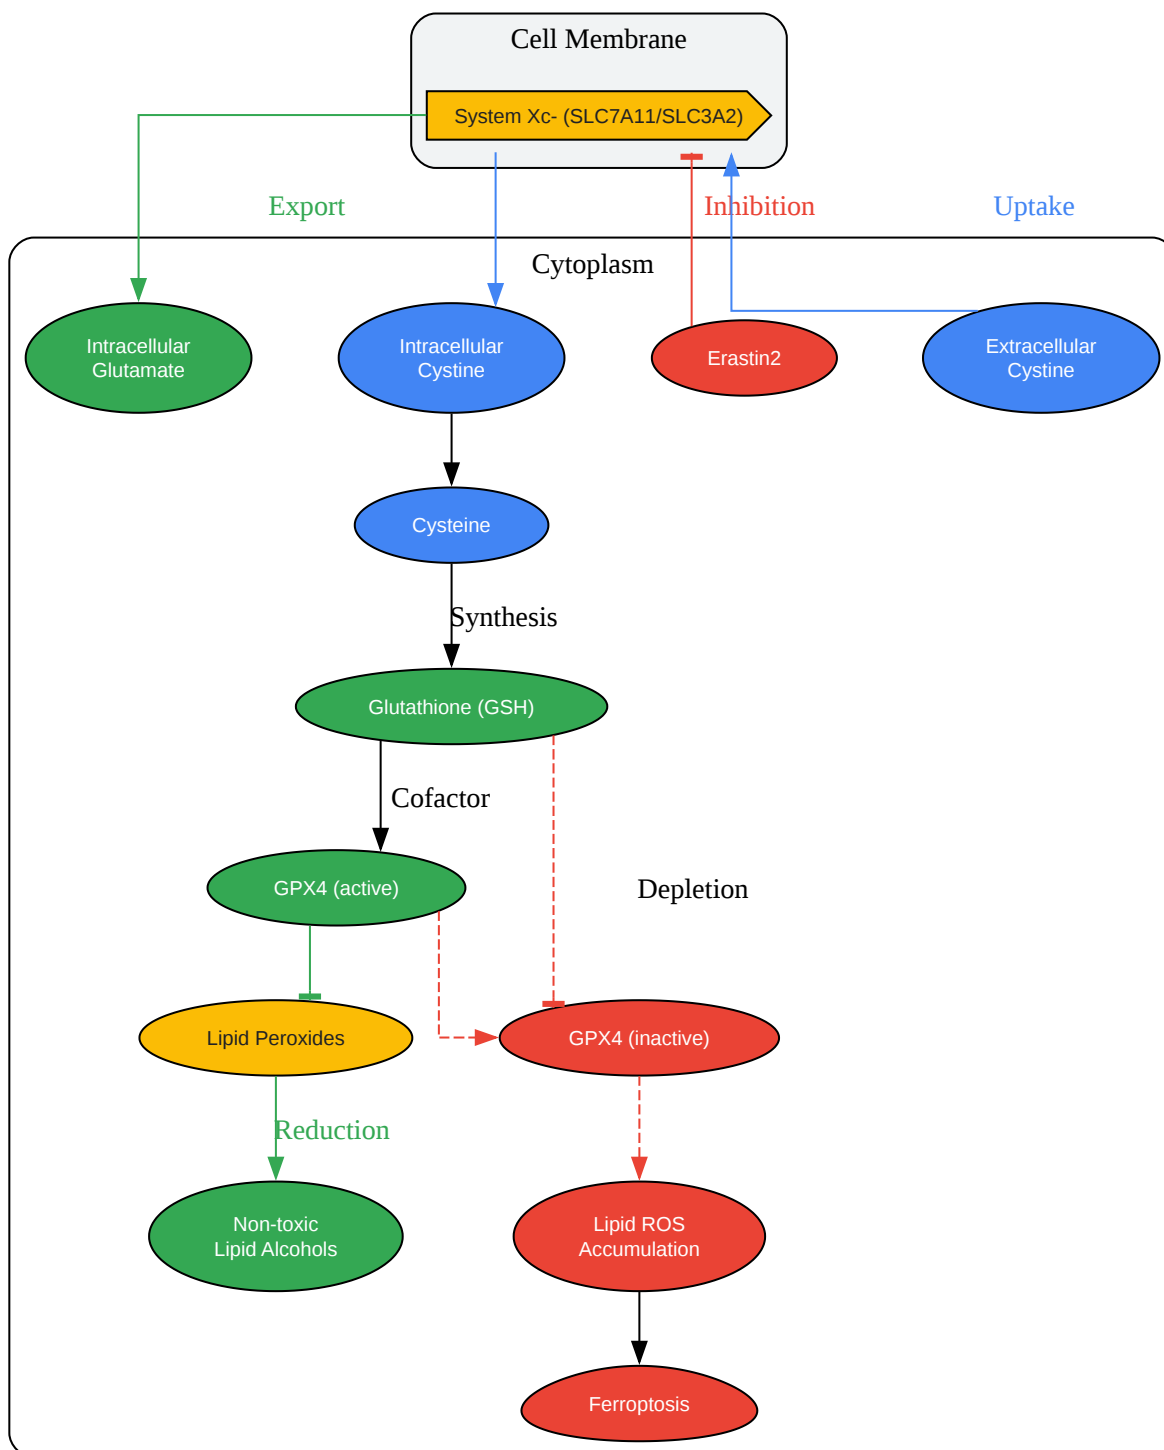 Cell Membrane
System Xc- (SLC7A11/SLC3A2)
Export
Inhibition
Uptake
Cytoplasm
Intracellular
Glutamate
Intracellular
Cystine
Erastin2
Extracellular
Cystine
Cysteine
Synthesis
Glutathione (GSH)
Cofactor
GPX4 (active)
Depletion
Lipid Peroxides
GPX4 (inactive)
Reduction
Non-toxic
Lipid Alcohols
Lipid ROS
Accumulation
Ferroptosis